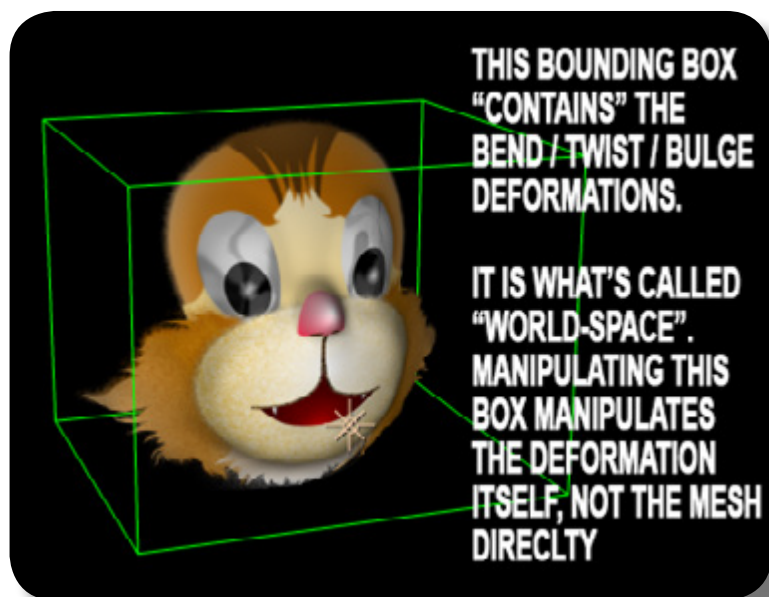 THIS BOUNDING BOX
“CONTAINS” THE
BEND / TWIST / BULGE
DEFORMATIONS.
IT IS WHAT’S CALLED
“WORLD-SPACE”.
MANIPULATING THIS
BOX MANIPULATES
THE DEFORMATION
ITSELF, NOT THE MESH
DIRECLTY